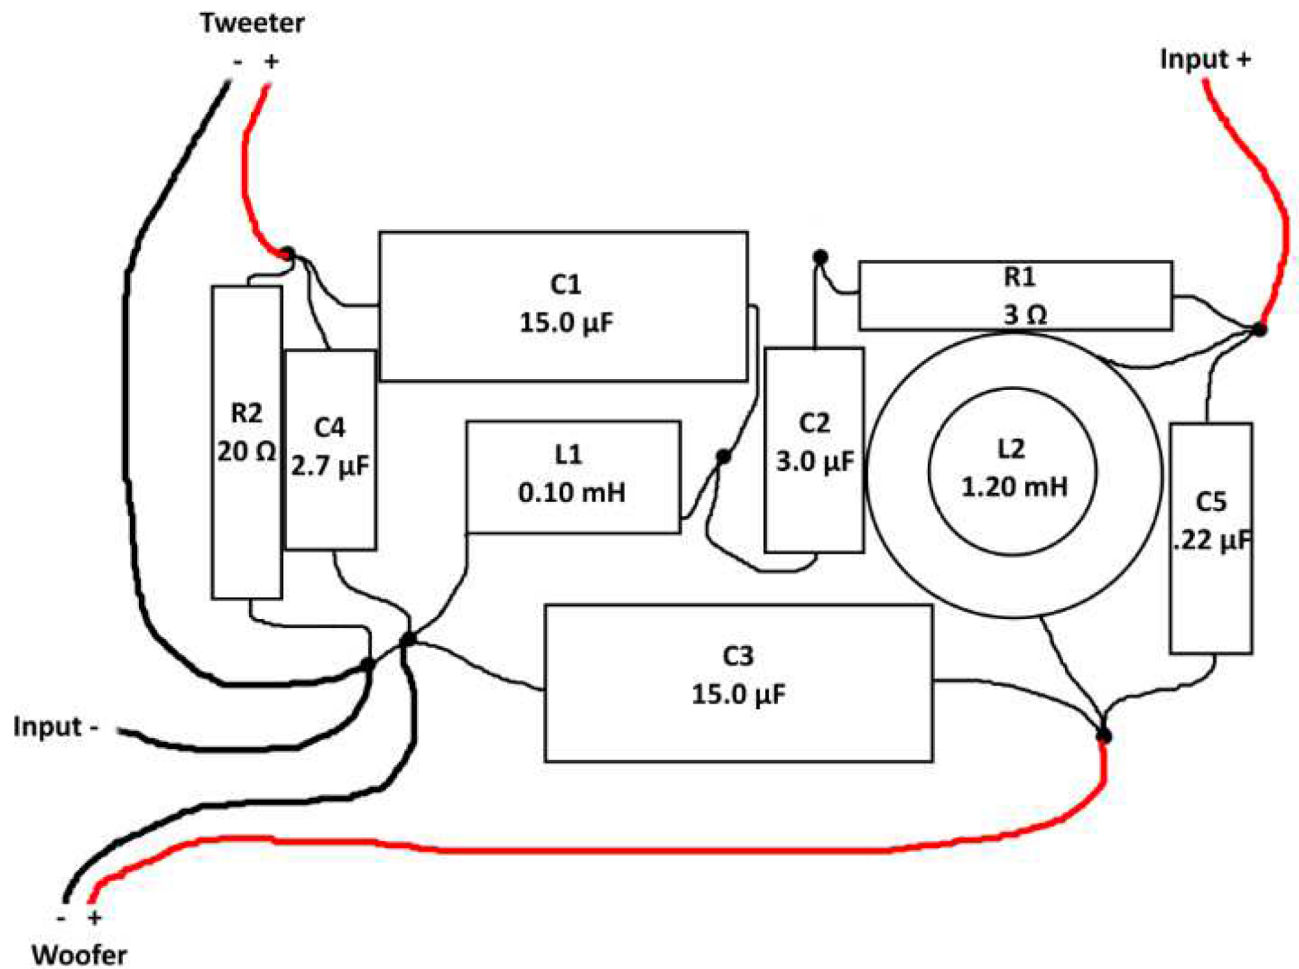 Tweeter
- +
Input +
C1
15.0 µF
R1
3 Ω
R2
20 Ω
C4
2.7 µF
L1
0.10 mH
C2
3.0 µF
L2
1.20 mH
C5
.22 µF
C3
15.0 µF
Input -
- +
Woofer